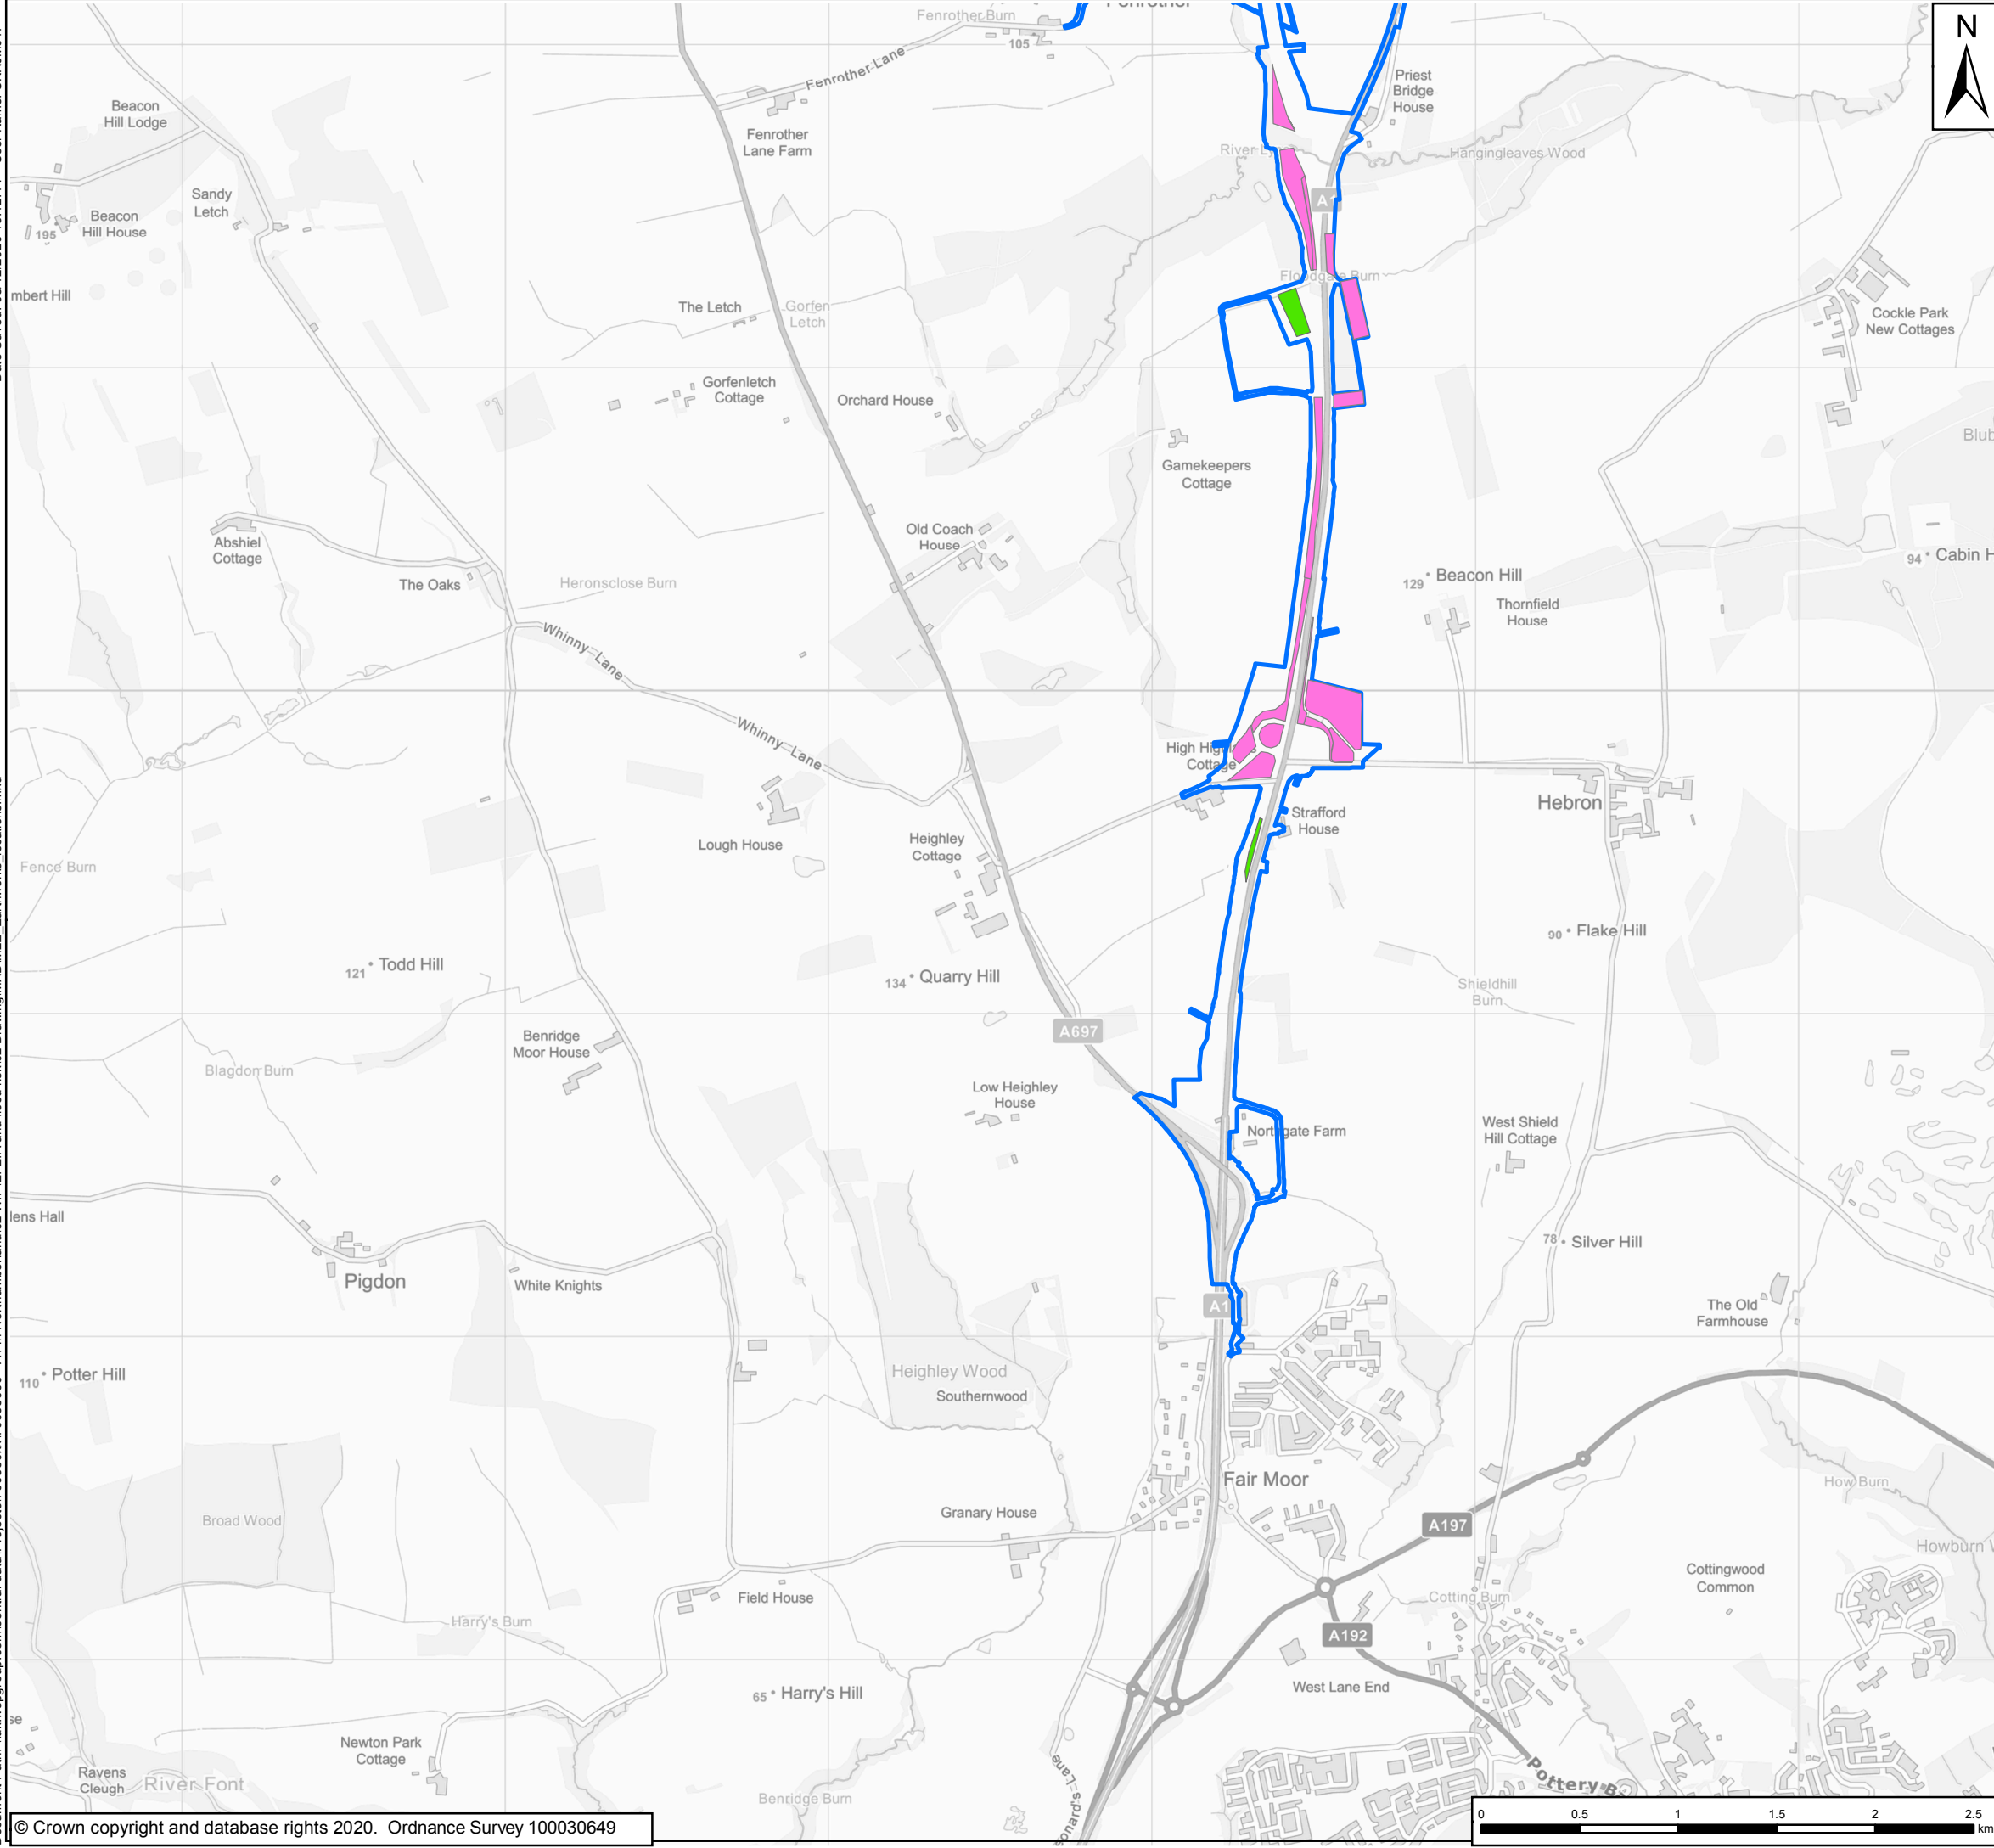 Fenrother Burn
105
N
Fenrother Lane
Priest
Bridge
House
Beacon
Hill Lodge
Fenrother
Lane Farm
Hangingleaves Wood
Sandy
Letch
A
195
Beacon
Hill House
Floodgate Burn
mbert Hill
The Letch
Gorfen
Letch
Cockle Park
New Cottages
Gorfenletch
Cottage
Orchard House
Blub
Gamekeepers
Cottage
Old Coach
House
Abshiel
Cottage
94
Cabin H
The Oaks
Heronsclose Burn
129
Beacon Hill
Thornfield
House
Whinny Lane
Whinny Lane
Cottage
Hebron
Strafford
House
Lough House
Heighley
Cottage
Fence Burn
90
Flake Hill
121
Todd Hill
134
Quarry Hill
Shieldhill
Burn
A697
Benridge
Moor House
Blagdon Burn
Low Heighley
House
Northgate Farm
West Shield
Hill Cottage
lens Hall
78
Silver Hill
Pigdon
White Knights
A1
The Old
Farmhouse
110
Potter Hill
Heighley Wood
Southernwood
Fair Moor
How Burn
Granary House
A197
Broad Wood
Howburn W
Cottingwood
Common
Field House
Cotting Burn
Harry's Burn
A192
65
Harry's Hill
West Lane End
se
Newton Park
Cottage
Ravens
Cleugh
River Font
Pottery B
Benridge Burn
onard's Lane
© Crown copyright and database rights 2020. Ordnance Survey 100030649
0 0.5 1 1.5 2 2.5
km